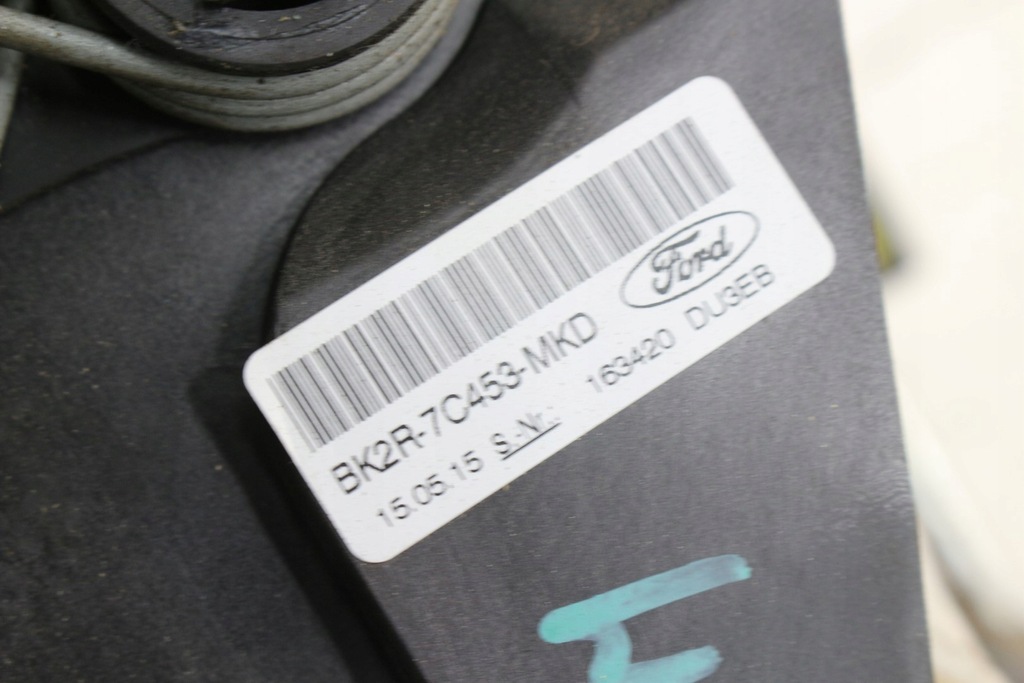 Ford
BK2R-7C453-MKD
15.05.15 S.-Nr.: 163420 DU3EB